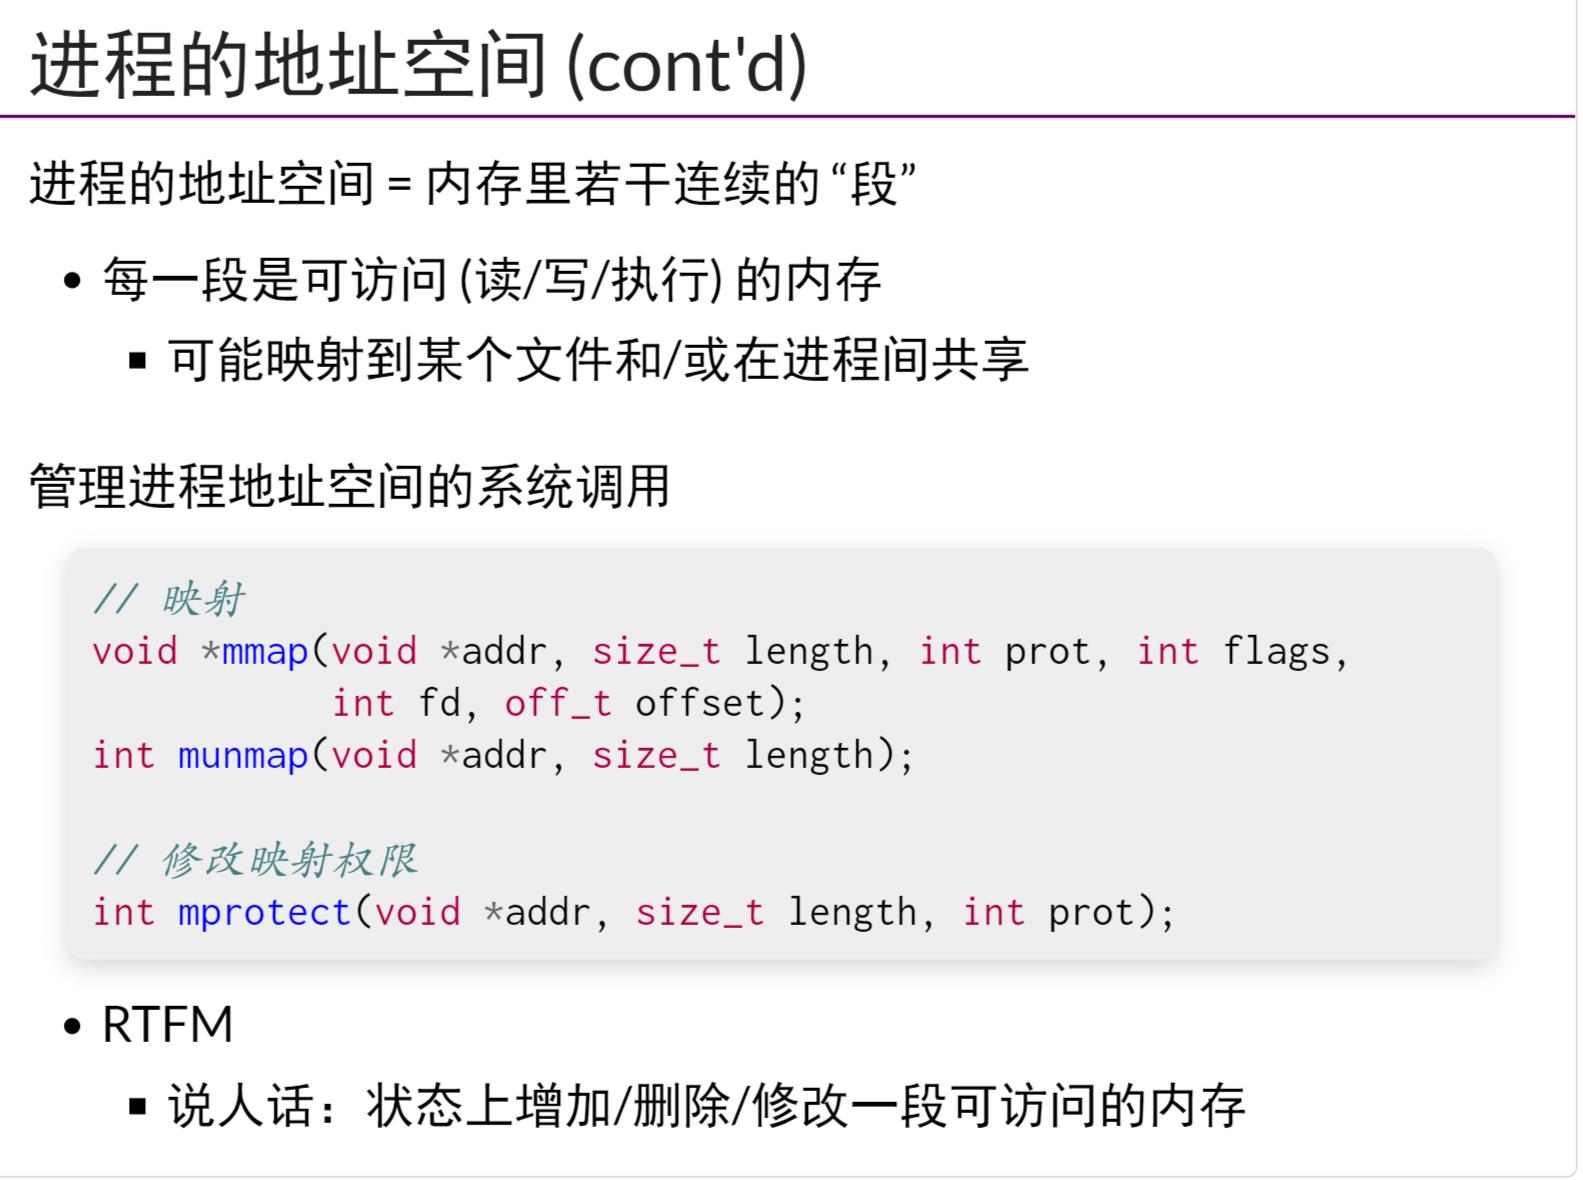 进程的地址空间 (cont'd)
进程的地址空间 = 内存里若干连续的 “段”
• 每一段是可访问 (读/写/执行) 的内存
▪ 可能映射到某个文件和/或在进程间共享
管理进程地址空间的系统调用
// 映射
void *mmap(void *addr, size_t length, int prot, int flags,
int fd, off_t offset);
int munmap(void *addr, size_t length);
// 修改映射权限
int mprotect(void *addr, size_t length, int prot);
• RTFM
▪ 说人话：状态上增加/删除/修改一段可访问的内存